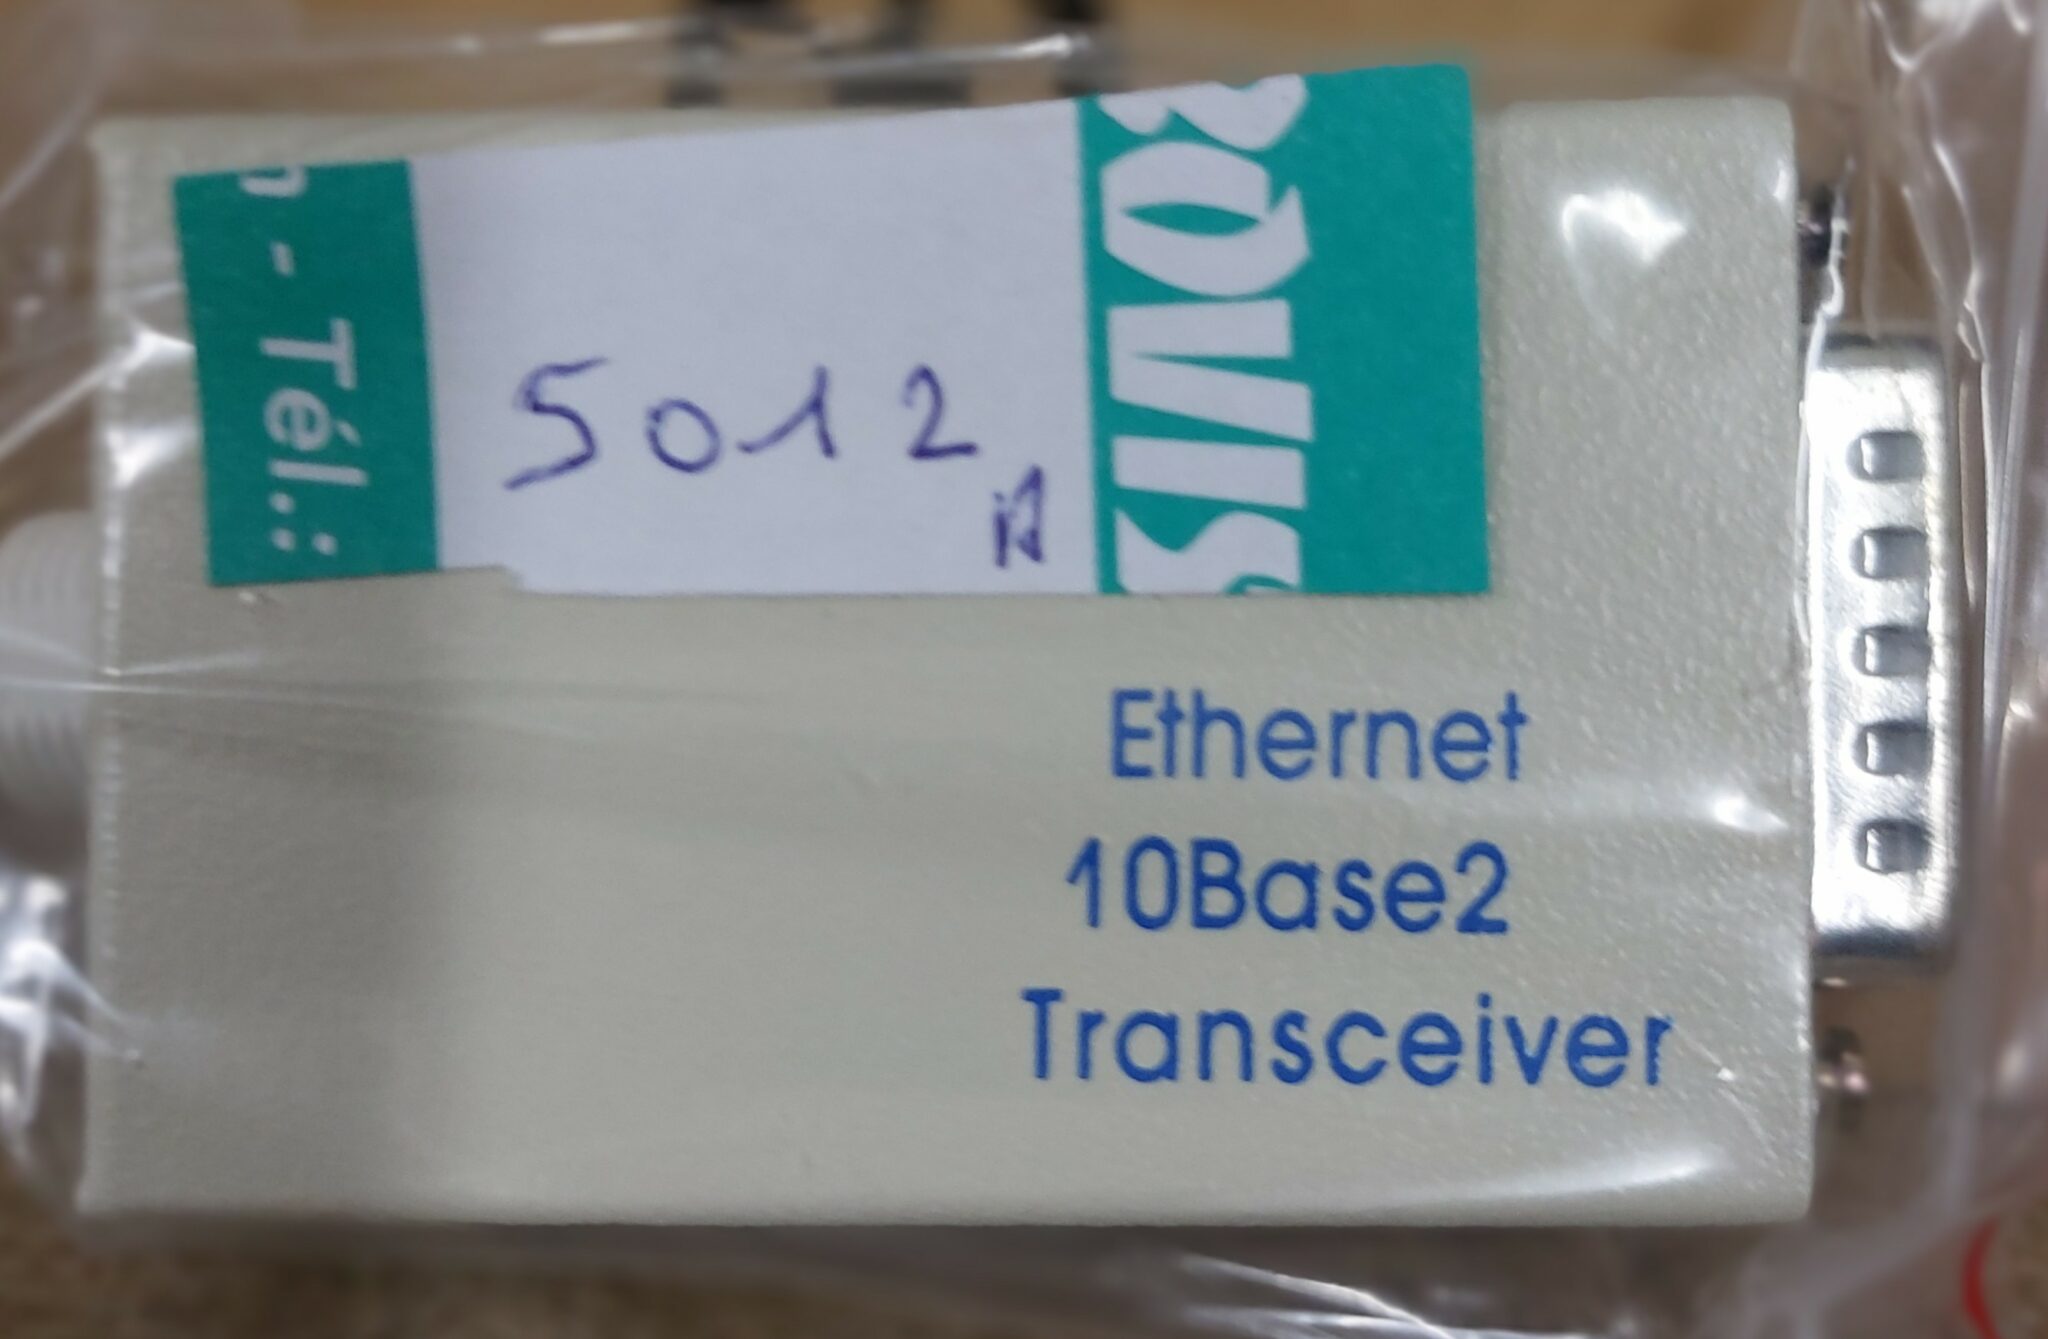 - Tél.:
5012
Ethernet
10Base2
Transceiver